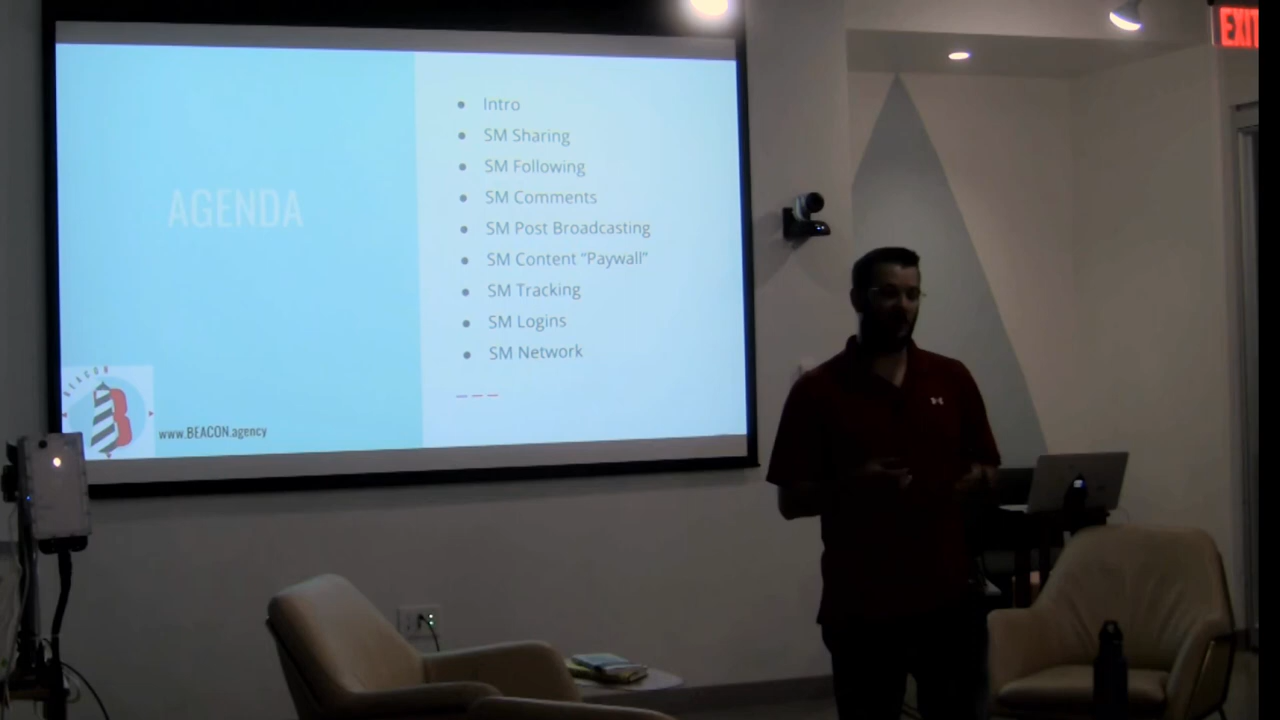 AGENDA
Intro
SM Sharing
SM Following
SM Comments
SM Post Broadcasting
SM Content “Paywall”
SM Tracking
SM Logins
SM Network
BEACON
B
www.BEACON.agency
EXIT